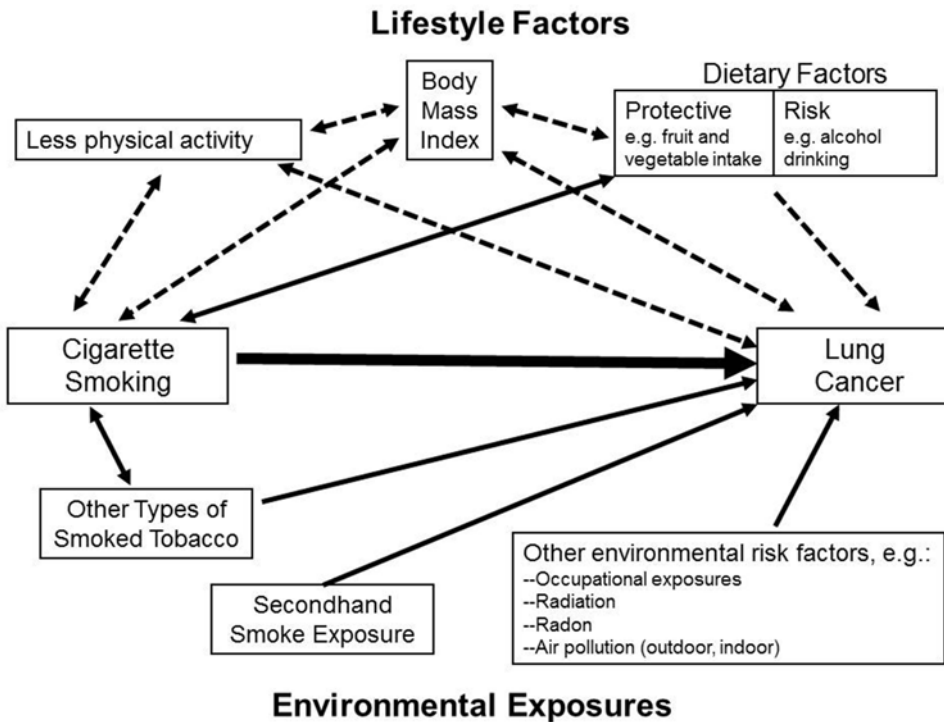 Lifestyle Factors
Dietary Factors
Body
Mass
Index
Less physical activity
Protective
e.g. fruit and
vegetable intake
Risk
e.g. alcohol
drinking
Cigarette
Smoking
Lung
Cancer
Other Types of
Smoked Tobacco
Secondhand
Smoke Exposure
Other environmental risk factors, e.g.:
--Occupational exposures
--Radiation
--Radon
--Air pollution (outdoor, indoor)
Environmental Exposures